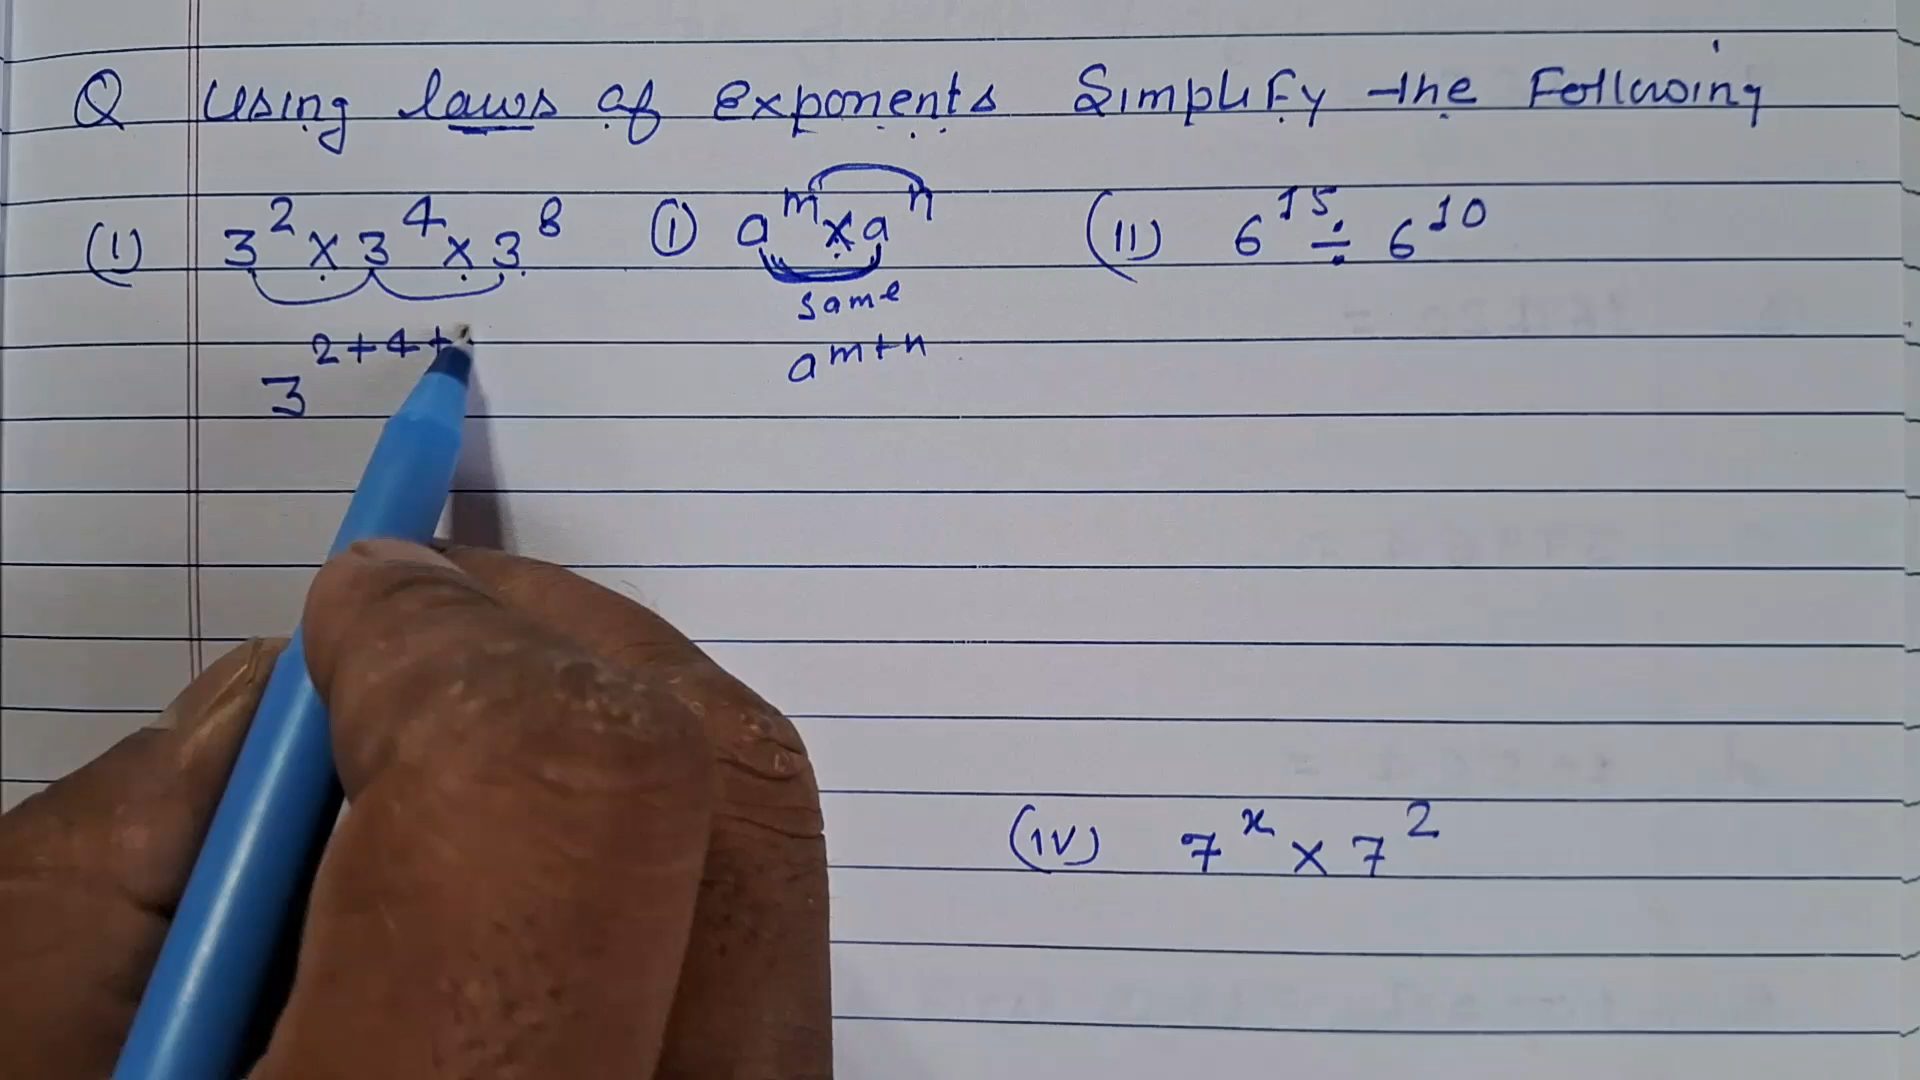 Q Using laws of exponents Simplify the Following
(I) 3² × 3⁴ × 3⁸ ① aᵐ × aⁿ (II) 6¹⁵ ÷ 6¹⁰
same
3²⁺⁴⁺ aᵐ⁺ⁿ
(IV) 7ˣ × 7²